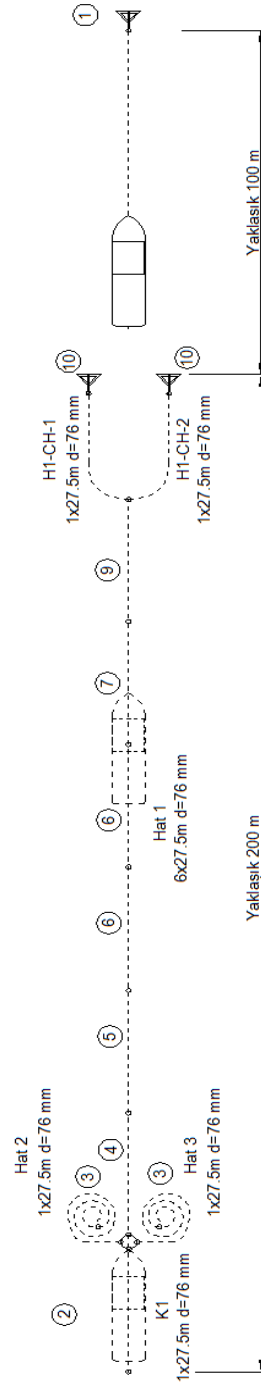 1
Yaklasık 100 m
10
10
H1-CH-1
1x27.5m d=76 mm
H1-CH-2
1x27.5m d=76 mm
9
7
6
Hat 1
6x27.5m d=76 mm
6
5
Yaklasık 200 m
4
Hat 2
1x27.5m d=76 mm
3
3
Hat 3
1x27.5m d=76 mm
2
K1
1x27.5m d=76 mm